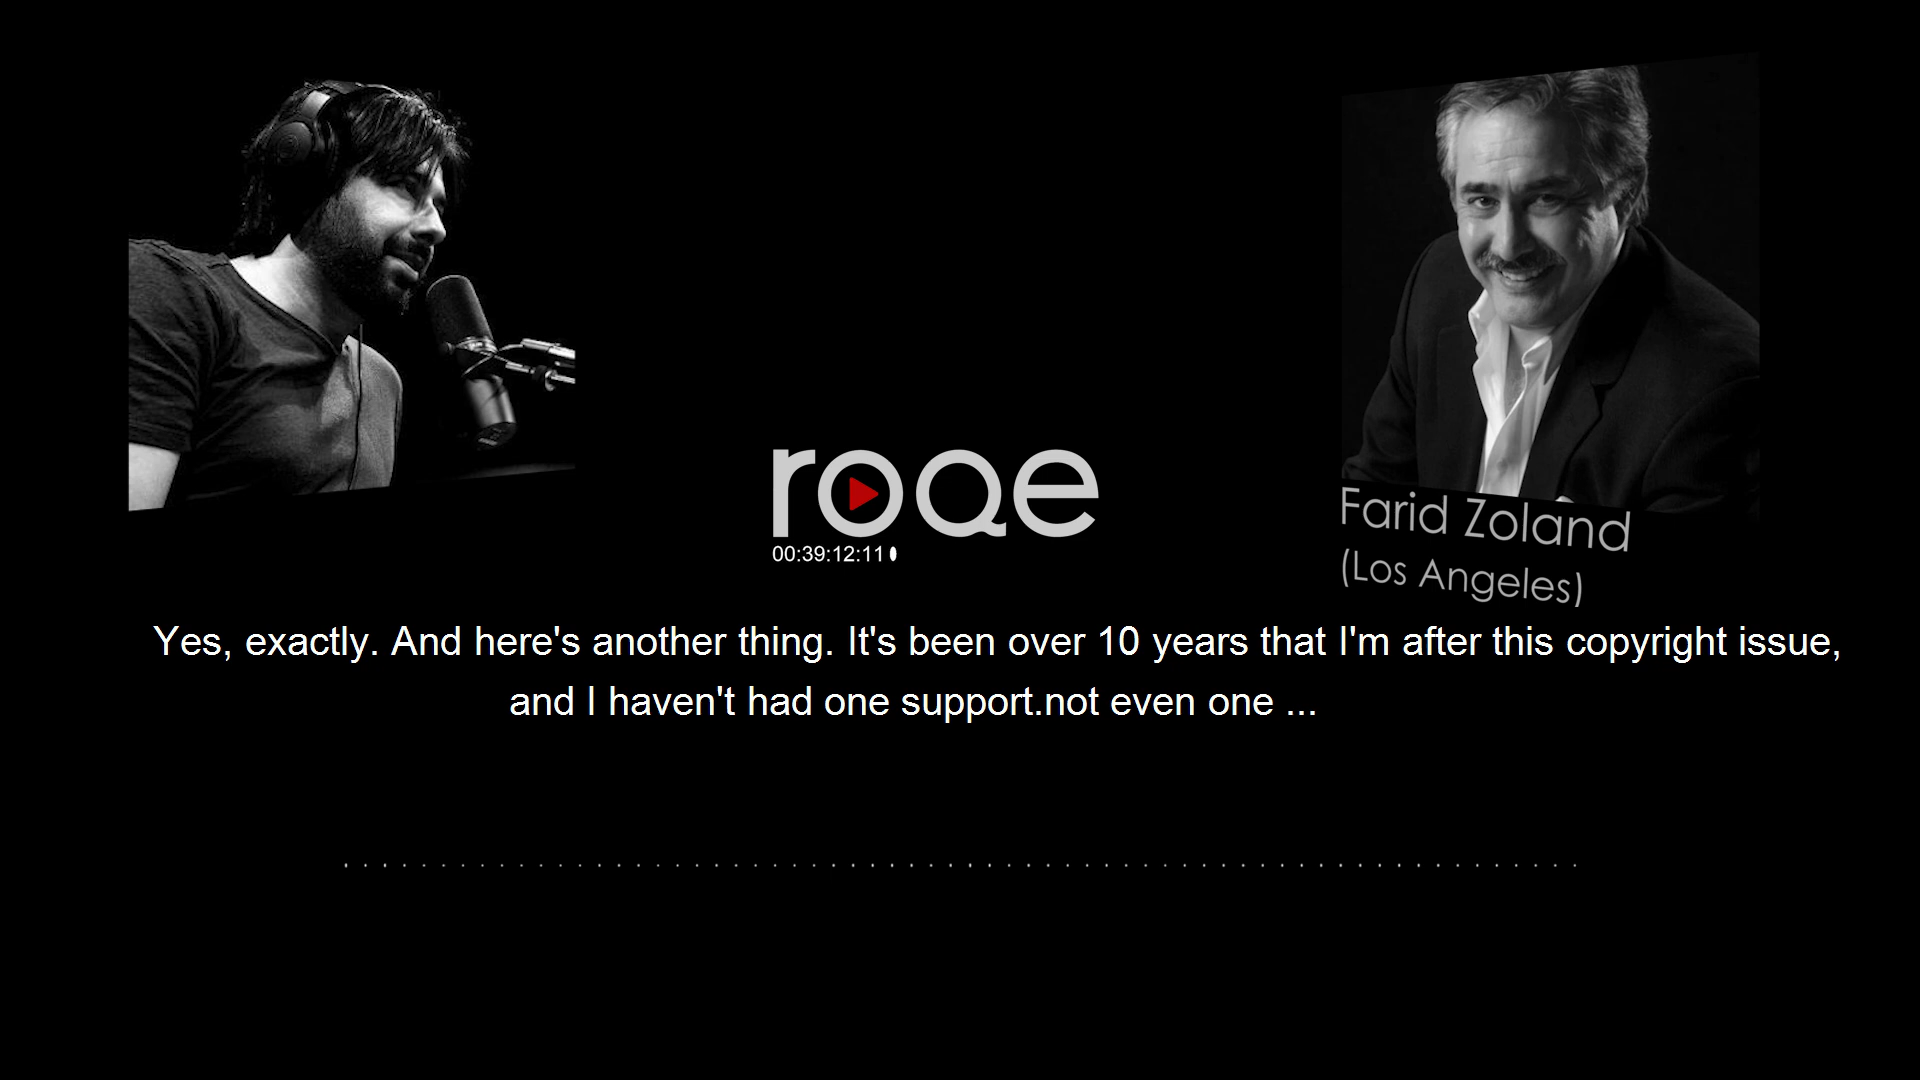 roqe
00:39:12:11
Farid Zoland
(Los Angeles)
Yes, exactly. And here's another thing. It's been over 10 years that I'm after this copyright issue,
and I haven't had one support.not even one ...